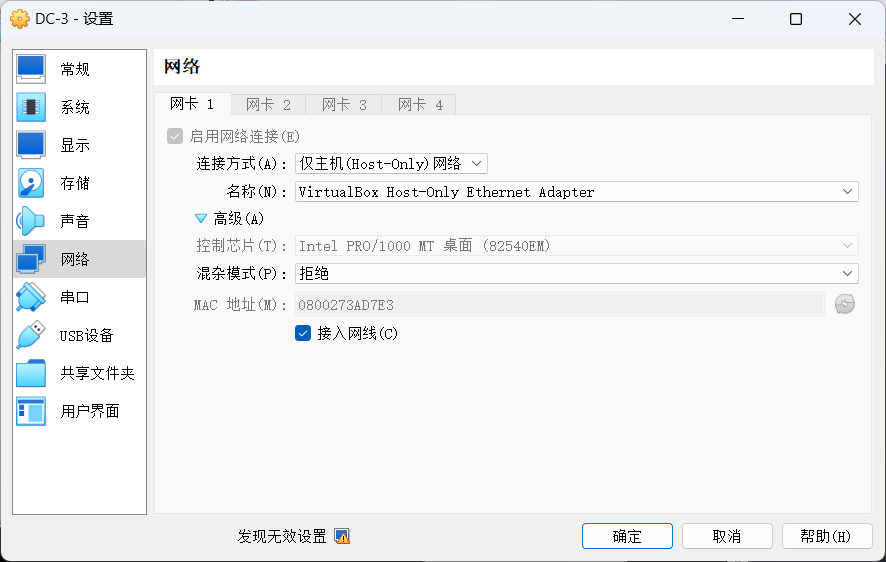 DC-3 - 设置
常规
系统
显示
存储
声音
网络
串口
USB设备
共享文件夹
用户界面
网络
网卡 1 网卡 2 网卡 3 网卡 4
启用网络连接(E)
连接方式(A): 仅主机(Host-Only)网络
名称(N): VirtualBox Host-Only Ethernet Adapter
高级(A)
控制芯片(T): Intel PRO/1000 MT 桌面 (82540EM)
混杂模式(P): 拒绝
MAC 地址(M): 0800273AD7E3
接入网线(C)
发现无效设置
确定 取消 帮助(H)